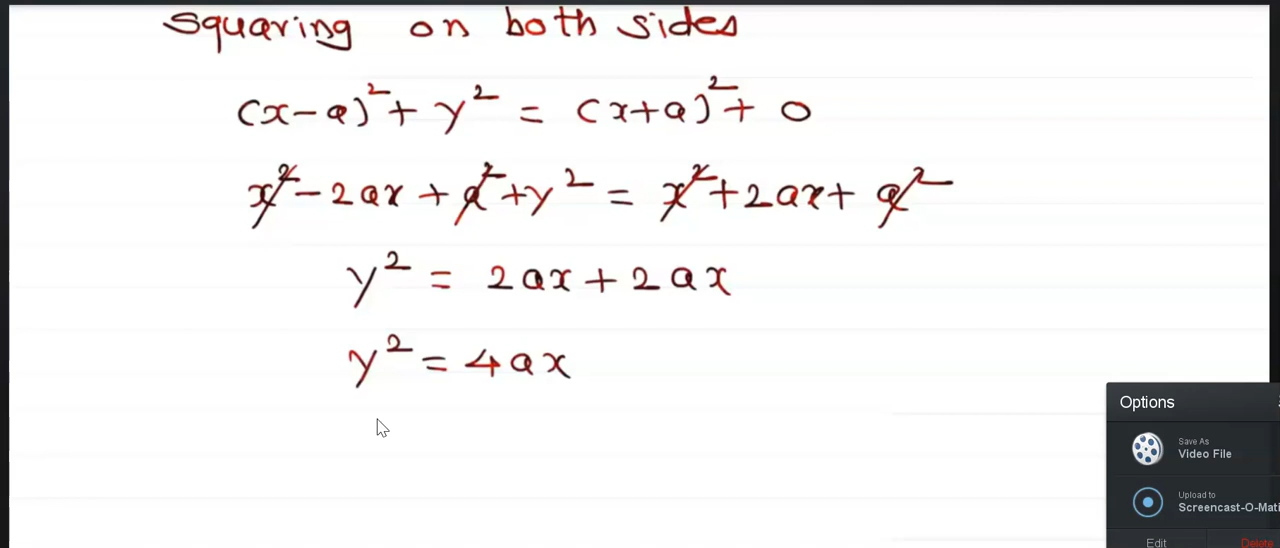 Squaring on both sides
(x-a)² + y² = (x+a)² + 0
x² - 2ax + a² + y² = x² + 2ax + a²
y² = 2ax + 2ax
y² = 4ax
Options
Save As
Video File
Upload to
Screencast-O-Mati
Edit
Delete